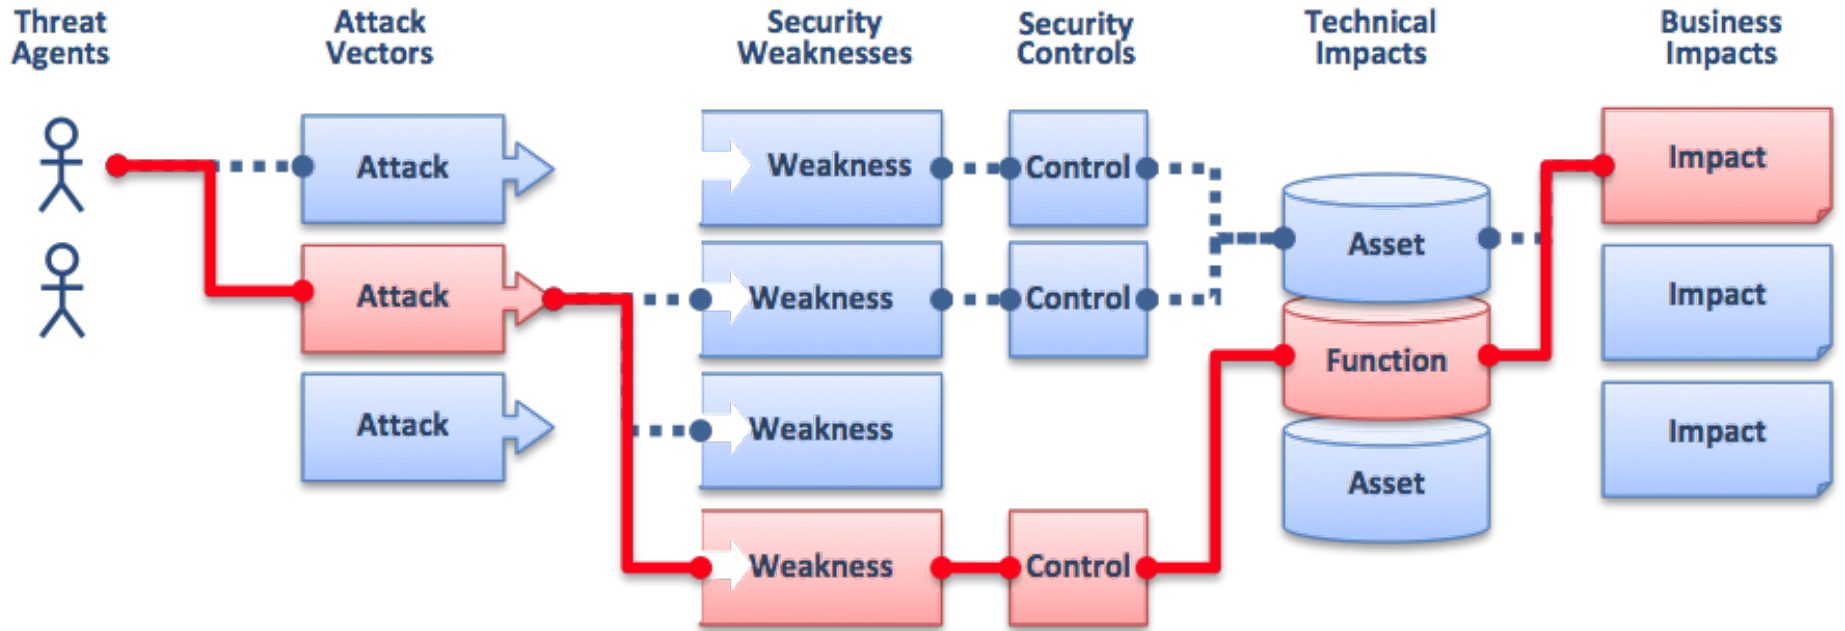 Threat
Agents
Attack
Vectors
Security
Weaknesses
Security
Controls
Technical
Impacts
Business
Impacts
Attack
Weakness
Control
Impact
Asset
Attack
Weakness
Control
Impact
Function
Attack
Weakness
Impact
Asset
Weakness
Control